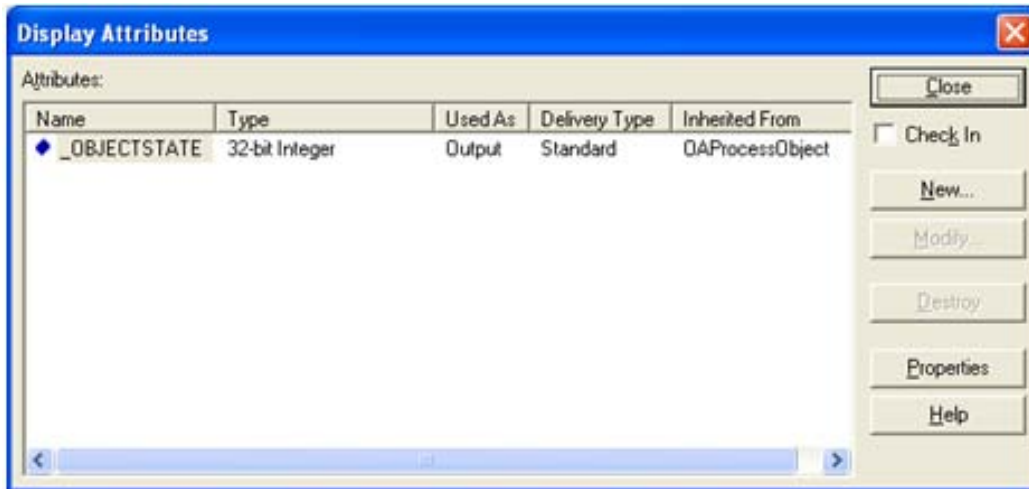 Display Attributes
Attributes:
Name Type Used As Delivery Type Inherited From
_OBJECTSTATE 32-bit Integer Output Standard OAProcessObject
Close
Check In
New...
Modify...
Destroy
Properties
Help